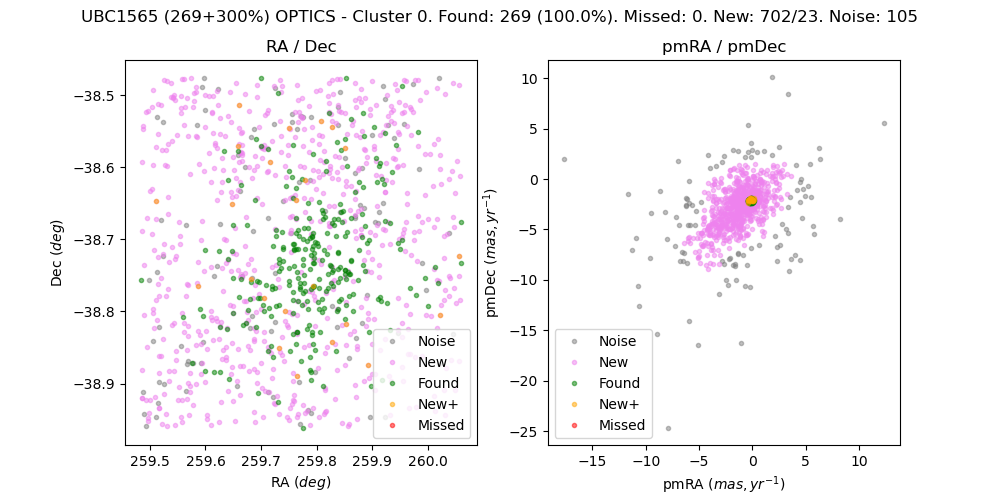 UBC1565 (269+300%) OPTICS - Cluster 0. Found: 269 (100.0%). Missed: 0. New: 702/23. Noise: 105
RA / Dec
−38.5
−38.6
−38.7
−38.8
−38.9
Dec (deg)
259.5 259.6 259.7 259.8 259.9 260.0
RA (deg)
Noise
New
Found
New+
Missed
pmRA / pmDec
10
5
0
−5
−10
−15
−20
−25
pmDec (mas, yr⁻¹)
−15 −10 −5 0 5 10
pmRA (mas, yr⁻¹)
Noise
New
Found
New+
Missed